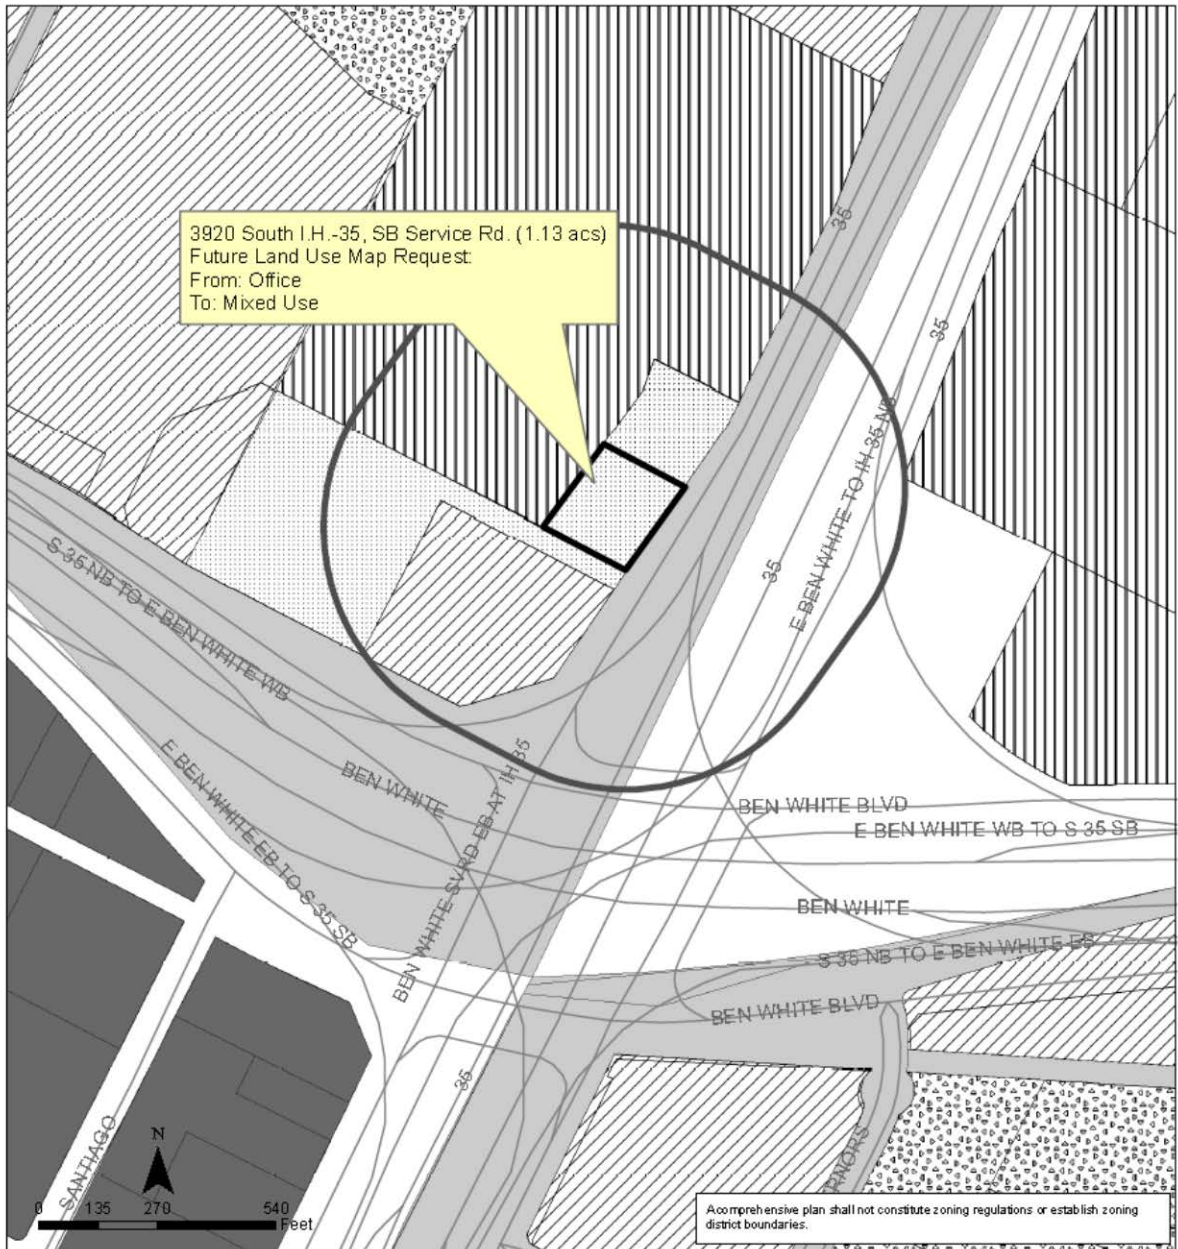 3920 South I.H.-35, SB Service Rd. (1.13 acs)
Future Land Use Map Request:
From: Office
To: Mixed Use
35
35
35
E BEN WHITE TO IH 35 NB
S 35 NB TO E BEN WHITE WB
BEN WHITE
E BEN WHITE EB TO S 35 SB
BEN WHITE SVRD EB AT IH 35
BEN WHITE BLVD
E BEN WHITE WB TO S 35 SB
BEN WHITE
S 35 NB TO E BEN WHITE EB
BEN WHITE BLVD
35
SANTIAGO
RNORS
N
0 135 270 540
Feet
A comprehensive plan shall not constitute zoning regulations or establish zoning
district boundaries.